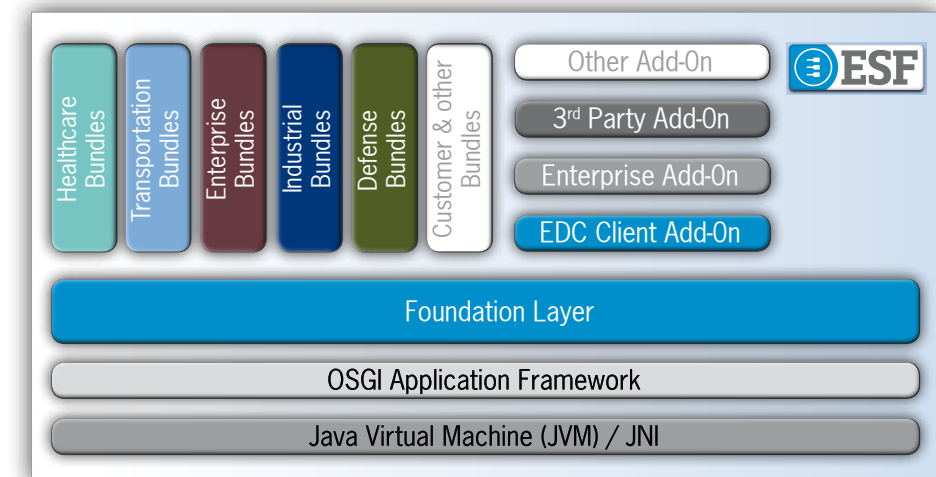 Healthcare
Bundles
Transportation
Bundles
Enterprise
Bundles
Industrial
Bundles
Defense
Bundles
Customer & other
Bundles
Other Add-On
3rd Party Add-On
Enterprise Add-On
EDC Client Add-On
ESF
Foundation Layer
OSGI Application Framework
Java Virtual Machine (JVM) / JNI